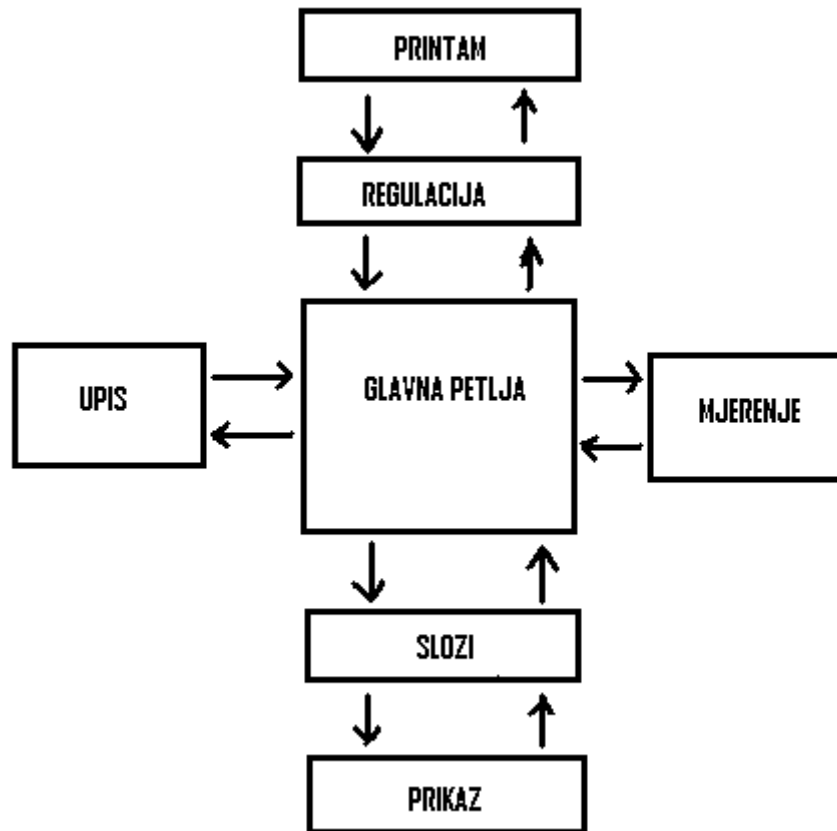 PRINTAM
REGULACIJA
GLAVNA PETLJA
UPIS
MJERENJE
SLOZI
PRIKAZ